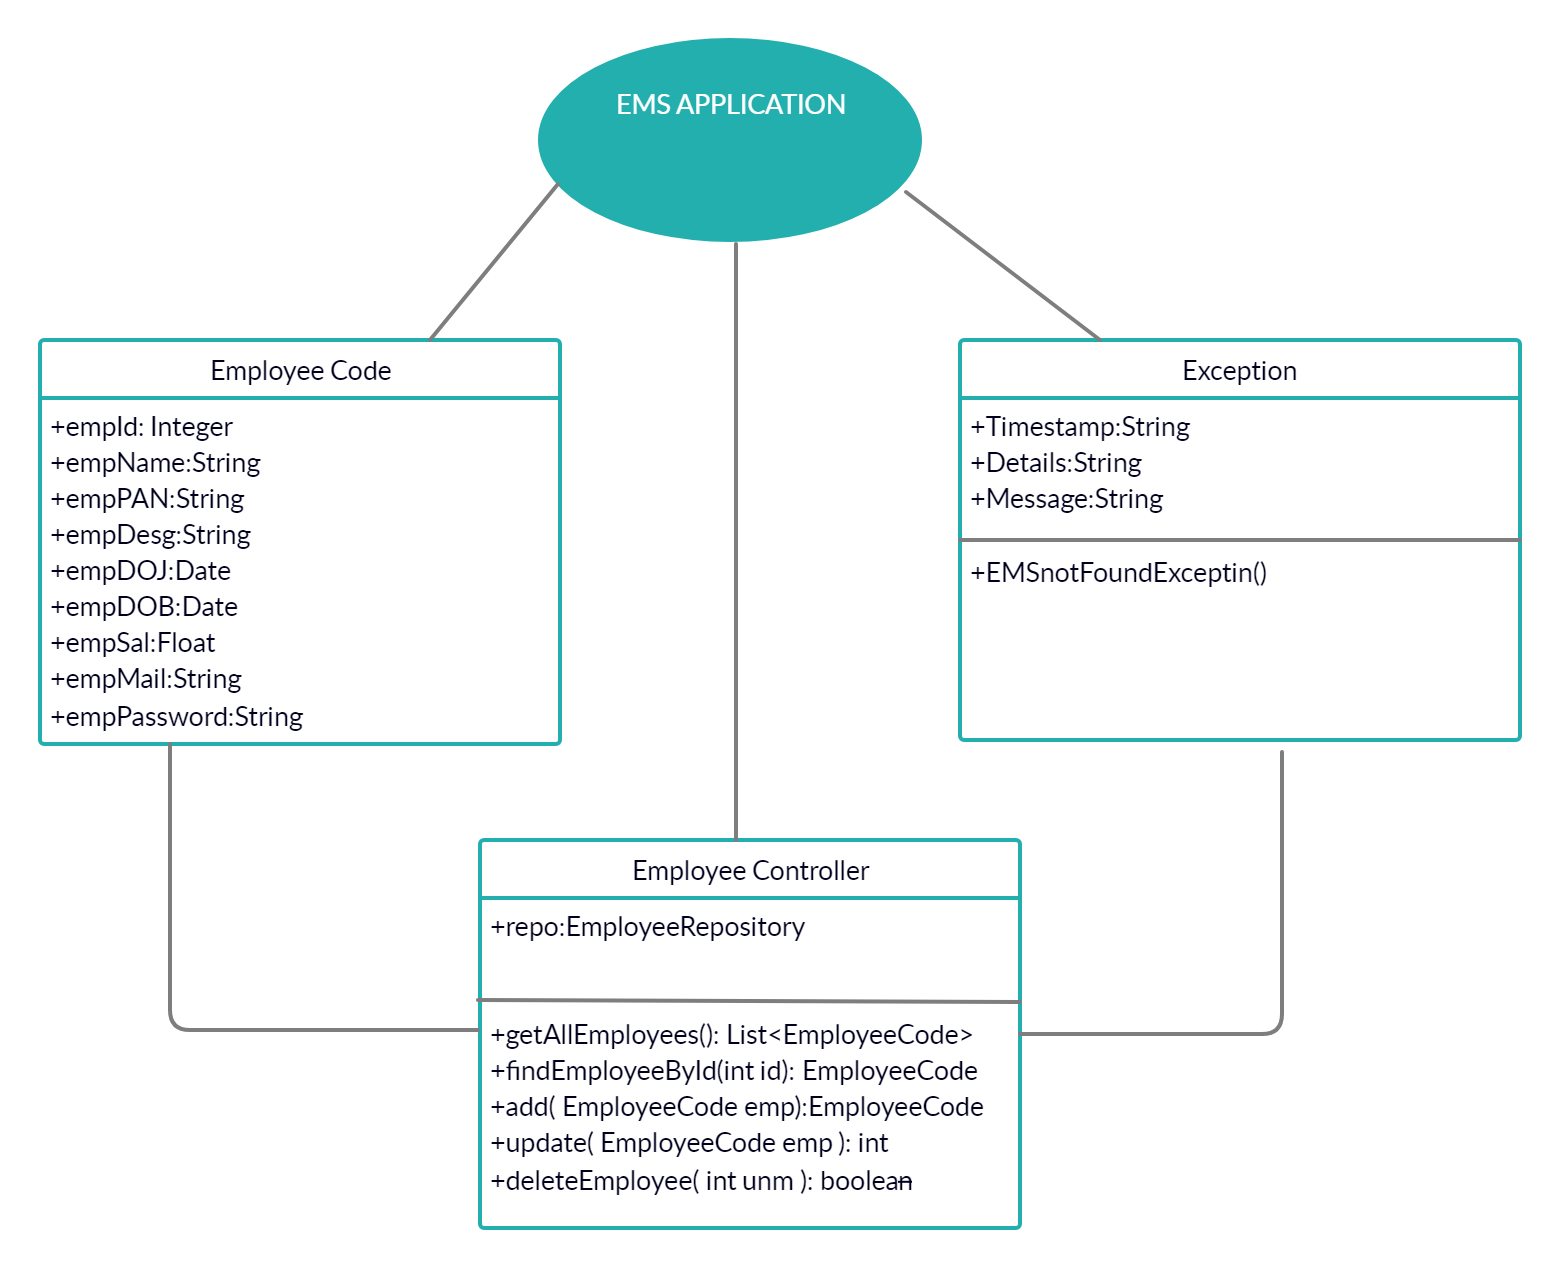 EMS APPLICATION
Employee Code
+empId: Integer
+empName:String
+empPAN:String
+empDesg:String
+empDOJ:Date
+empDOB:Date
+empSal:Float
+empMail:String
+empPassword:String
Exception
+Timestamp:String
+Details:String
+Message:String
+EMSnotFoundExceptin()
Employee Controller
+repo:EmployeeRepository
+getAllEmployees(): List<EmployeeCode>
+findEmployeeById(int id): EmployeeCode
+add( EmployeeCode emp):EmployeeCode
+update( EmployeeCode emp ): int
+deleteEmployee( int unm ): boolean